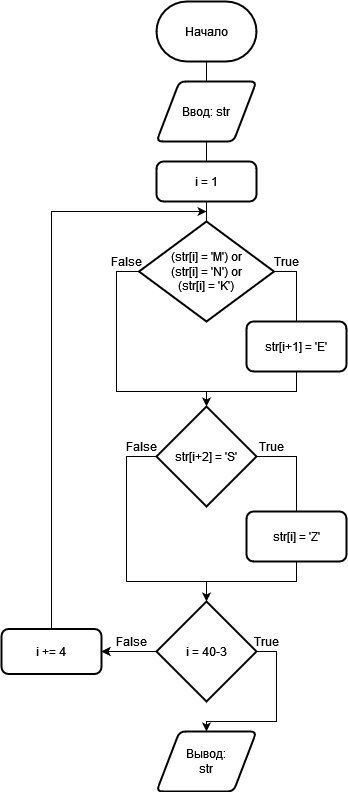 Начало
Ввод: str
i = 1
False
(str[i] = 'M') or
(str[i] = 'N') or
(str[i] = 'K')
True
str[i+1] = 'E'
False
str[i+2] = 'S'
True
str[i] = 'Z'
i += 4
False
i = 40-3
True
Вывод:
str